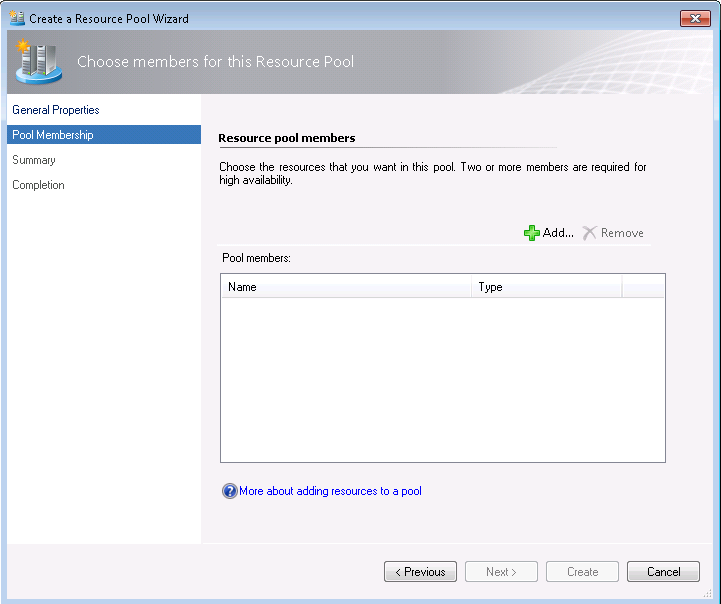 Create a Resource Pool Wizard
Choose members for this Resource Pool
General Properties
Pool Membership
Summary
Completion
Resource pool members
Choose the resources that you want in this pool. Two or more members are required for
high availability.
Add... Remove
Pool members:
Name Type
More about adding resources to a pool
< Previous Next > Create Cancel